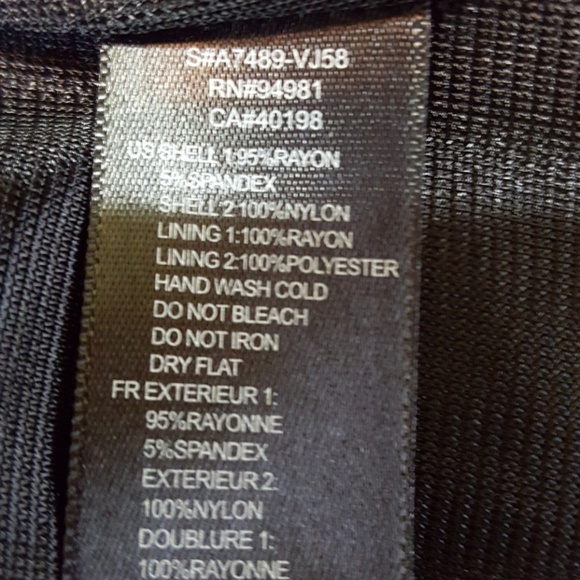 S#A7489-VJ58
RN#94981
CA#40198
US SHELL 1:95%RAYON
5%SPANDEX
SHELL 2:100%NYLON
LINING 1:100%RAYON
LINING 2:100%POLYESTER
HAND WASH COLD
DO NOT BLEACH
DO NOT IRON
DRY FLAT
FR EXTERIEUR 1:
95%RAYONNE
5%SPANDEX
EXTERIEUR 2:
100%NYLON
DOUBLURE 1:
100%RAYONNE